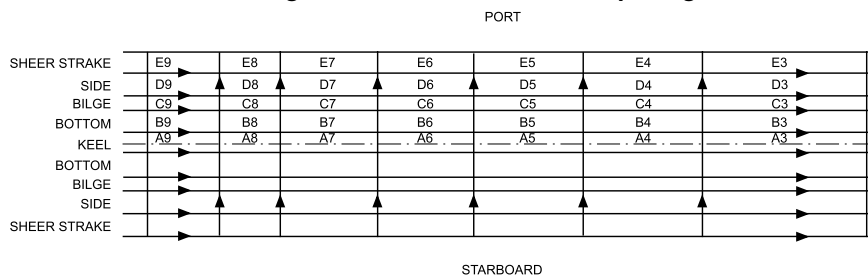 PORT
SHEER STRAKE E9 E8 E7 E6 E5 E4 E3
SIDE D9 D8 D7 D6 D5 D4 D3
BILGE C9 C8 C7 C6 C5 C4 C3
BOTTOM B9 B8 B7 B6 B5 B4 B3
KEEL A9 A8 A7 A6 A5 A4 A3
BOTTOM
BILGE
SIDE
SHEER STRAKE
STARBOARD